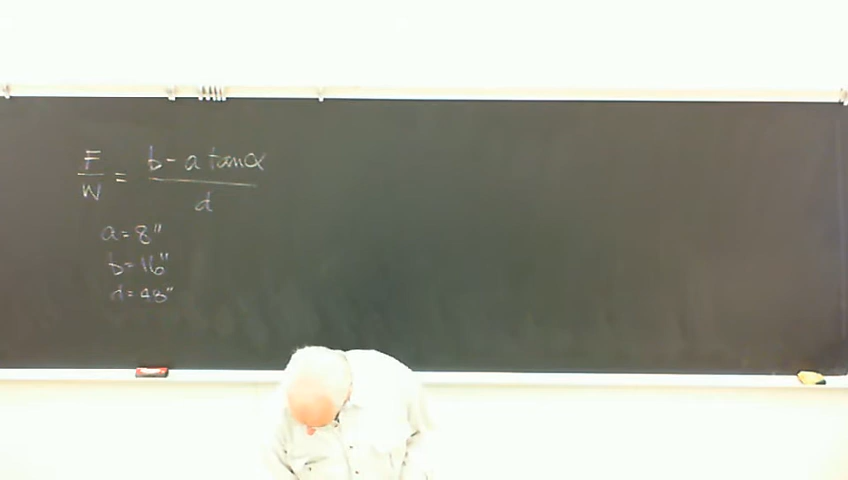 F/W = (b - a tanα)/d
a = 8"
b = 16"
d = 48"